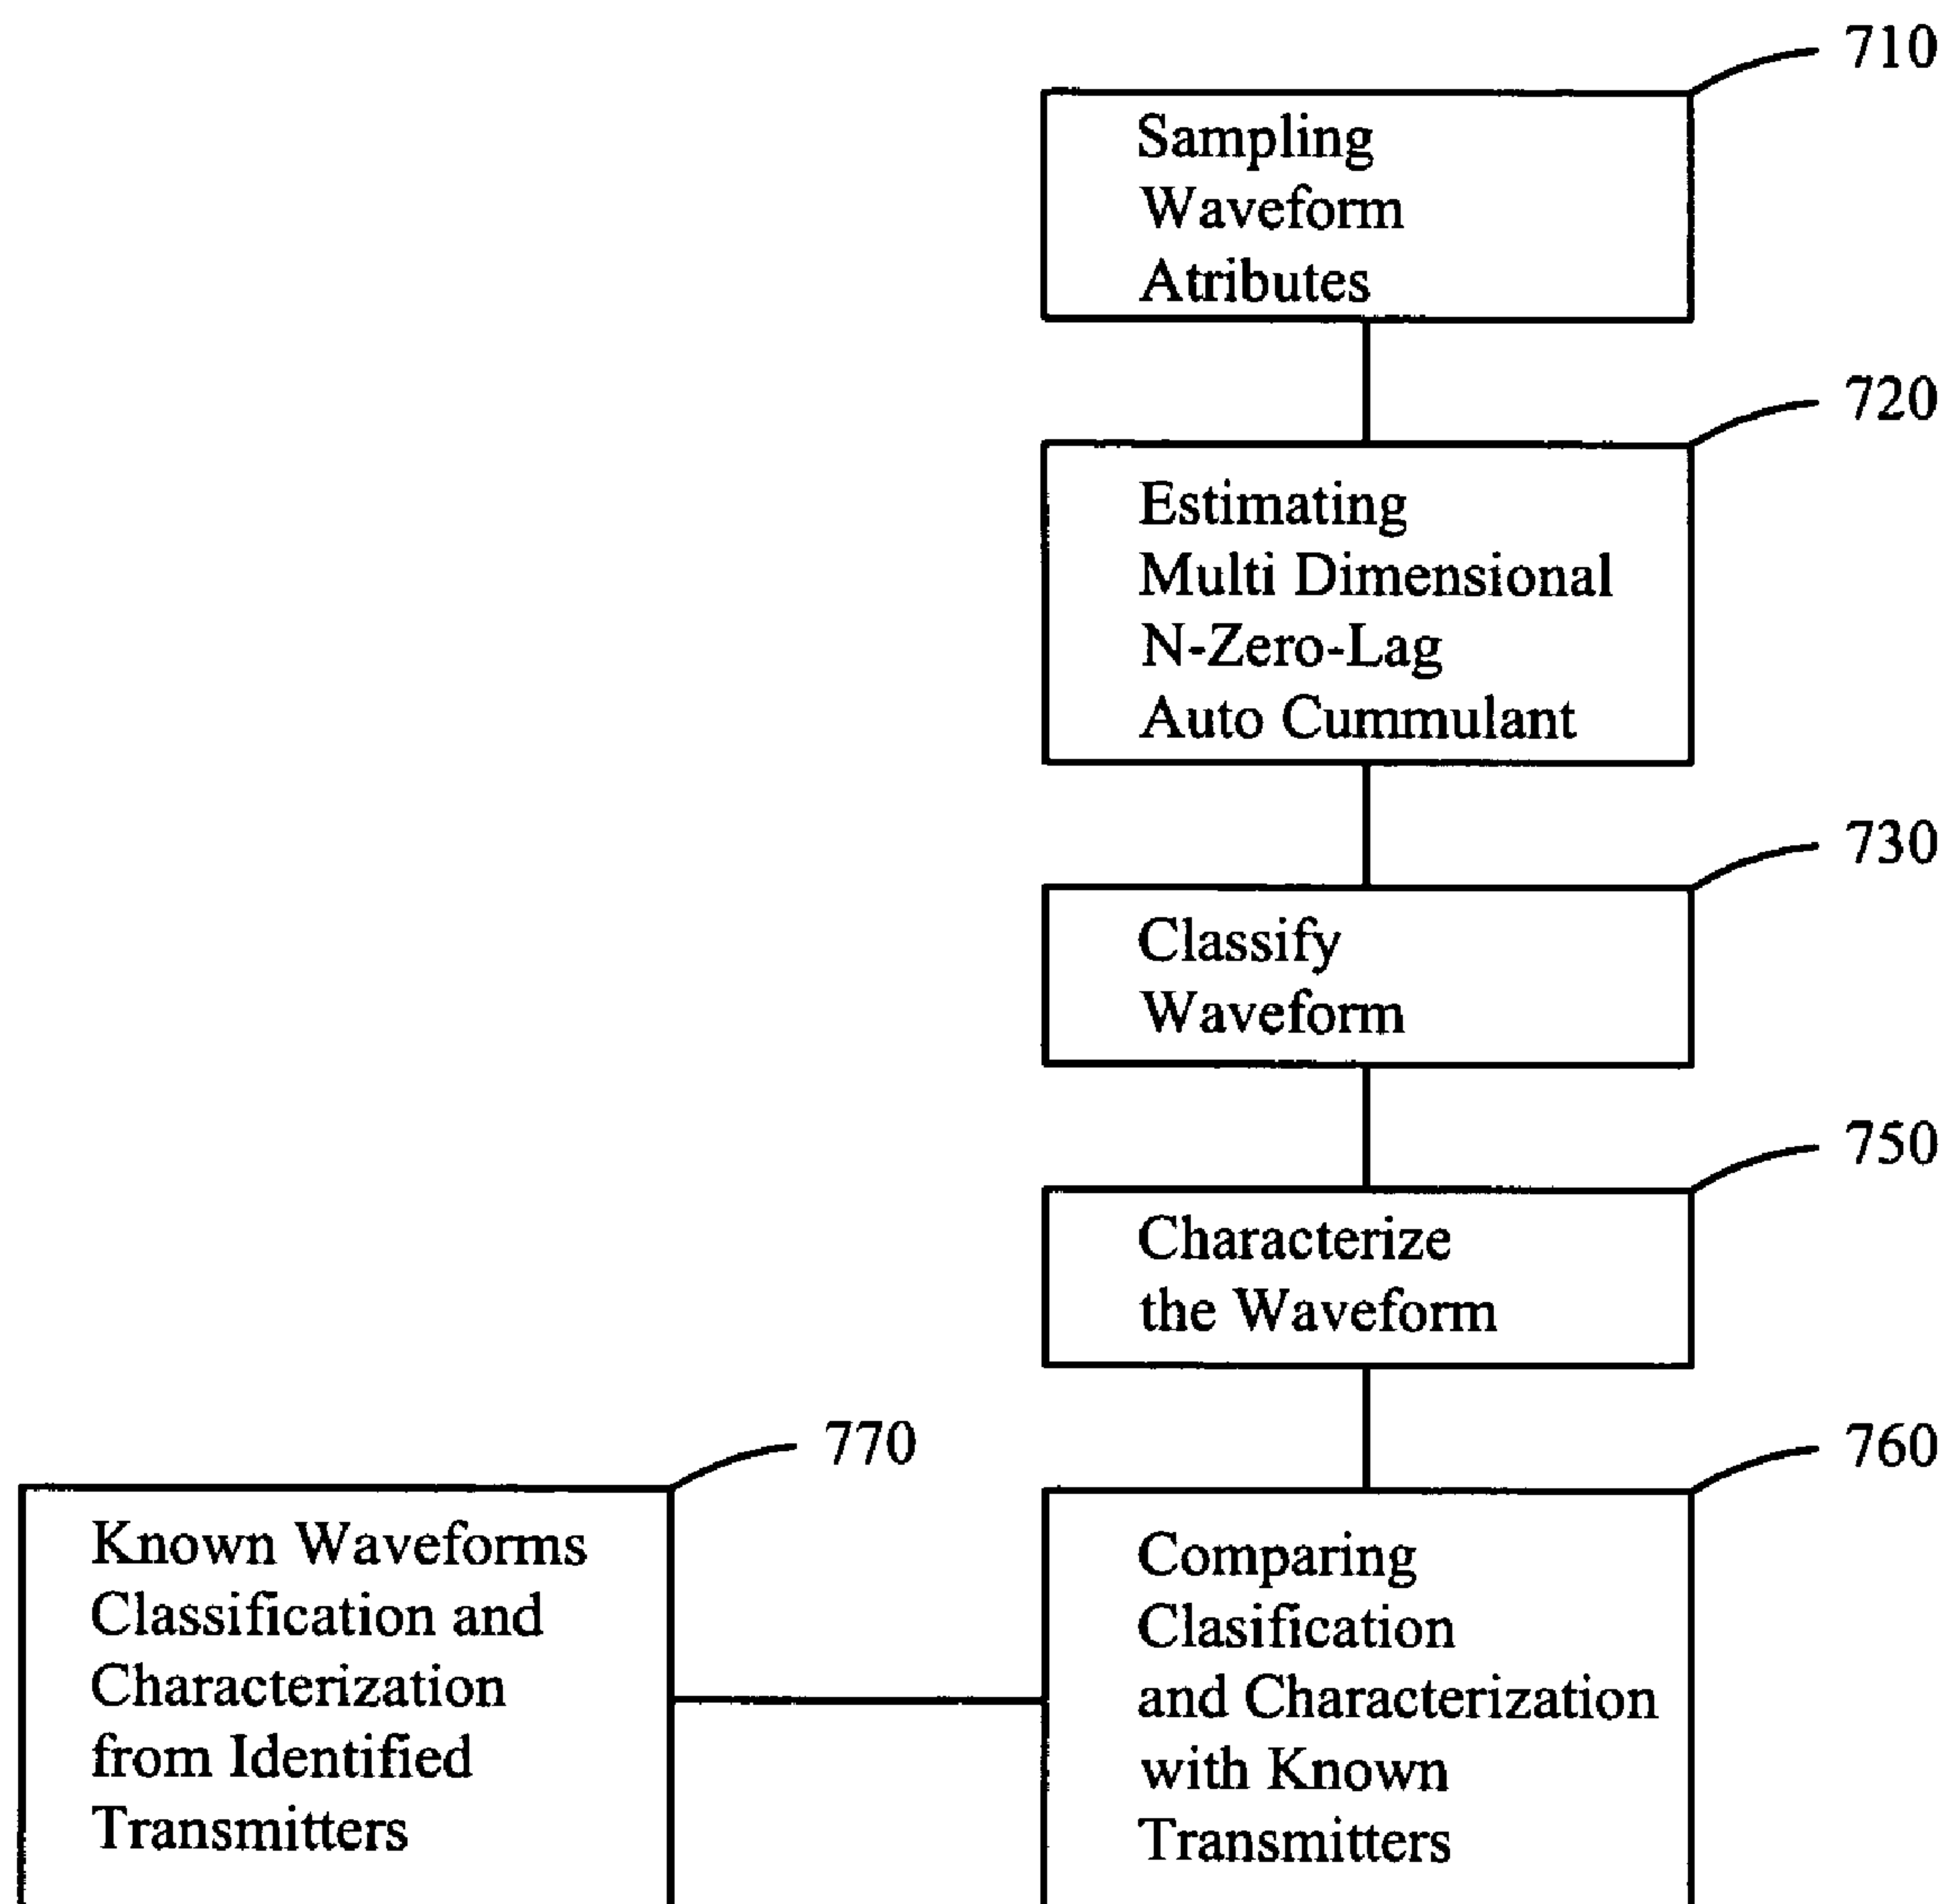 710
Sampling
Waveform
Atributes
720
Estimating
Multi Dimensional
N-Zero-Lag
Auto Cummulant
730
Classify
Waveform
750
Characterize
the Waveform
770
Known Waveforms
Classification and
Characterization
from Identified
Transmitters
760
Comparing
Clasification
and Characterization
with Known
Transmitters